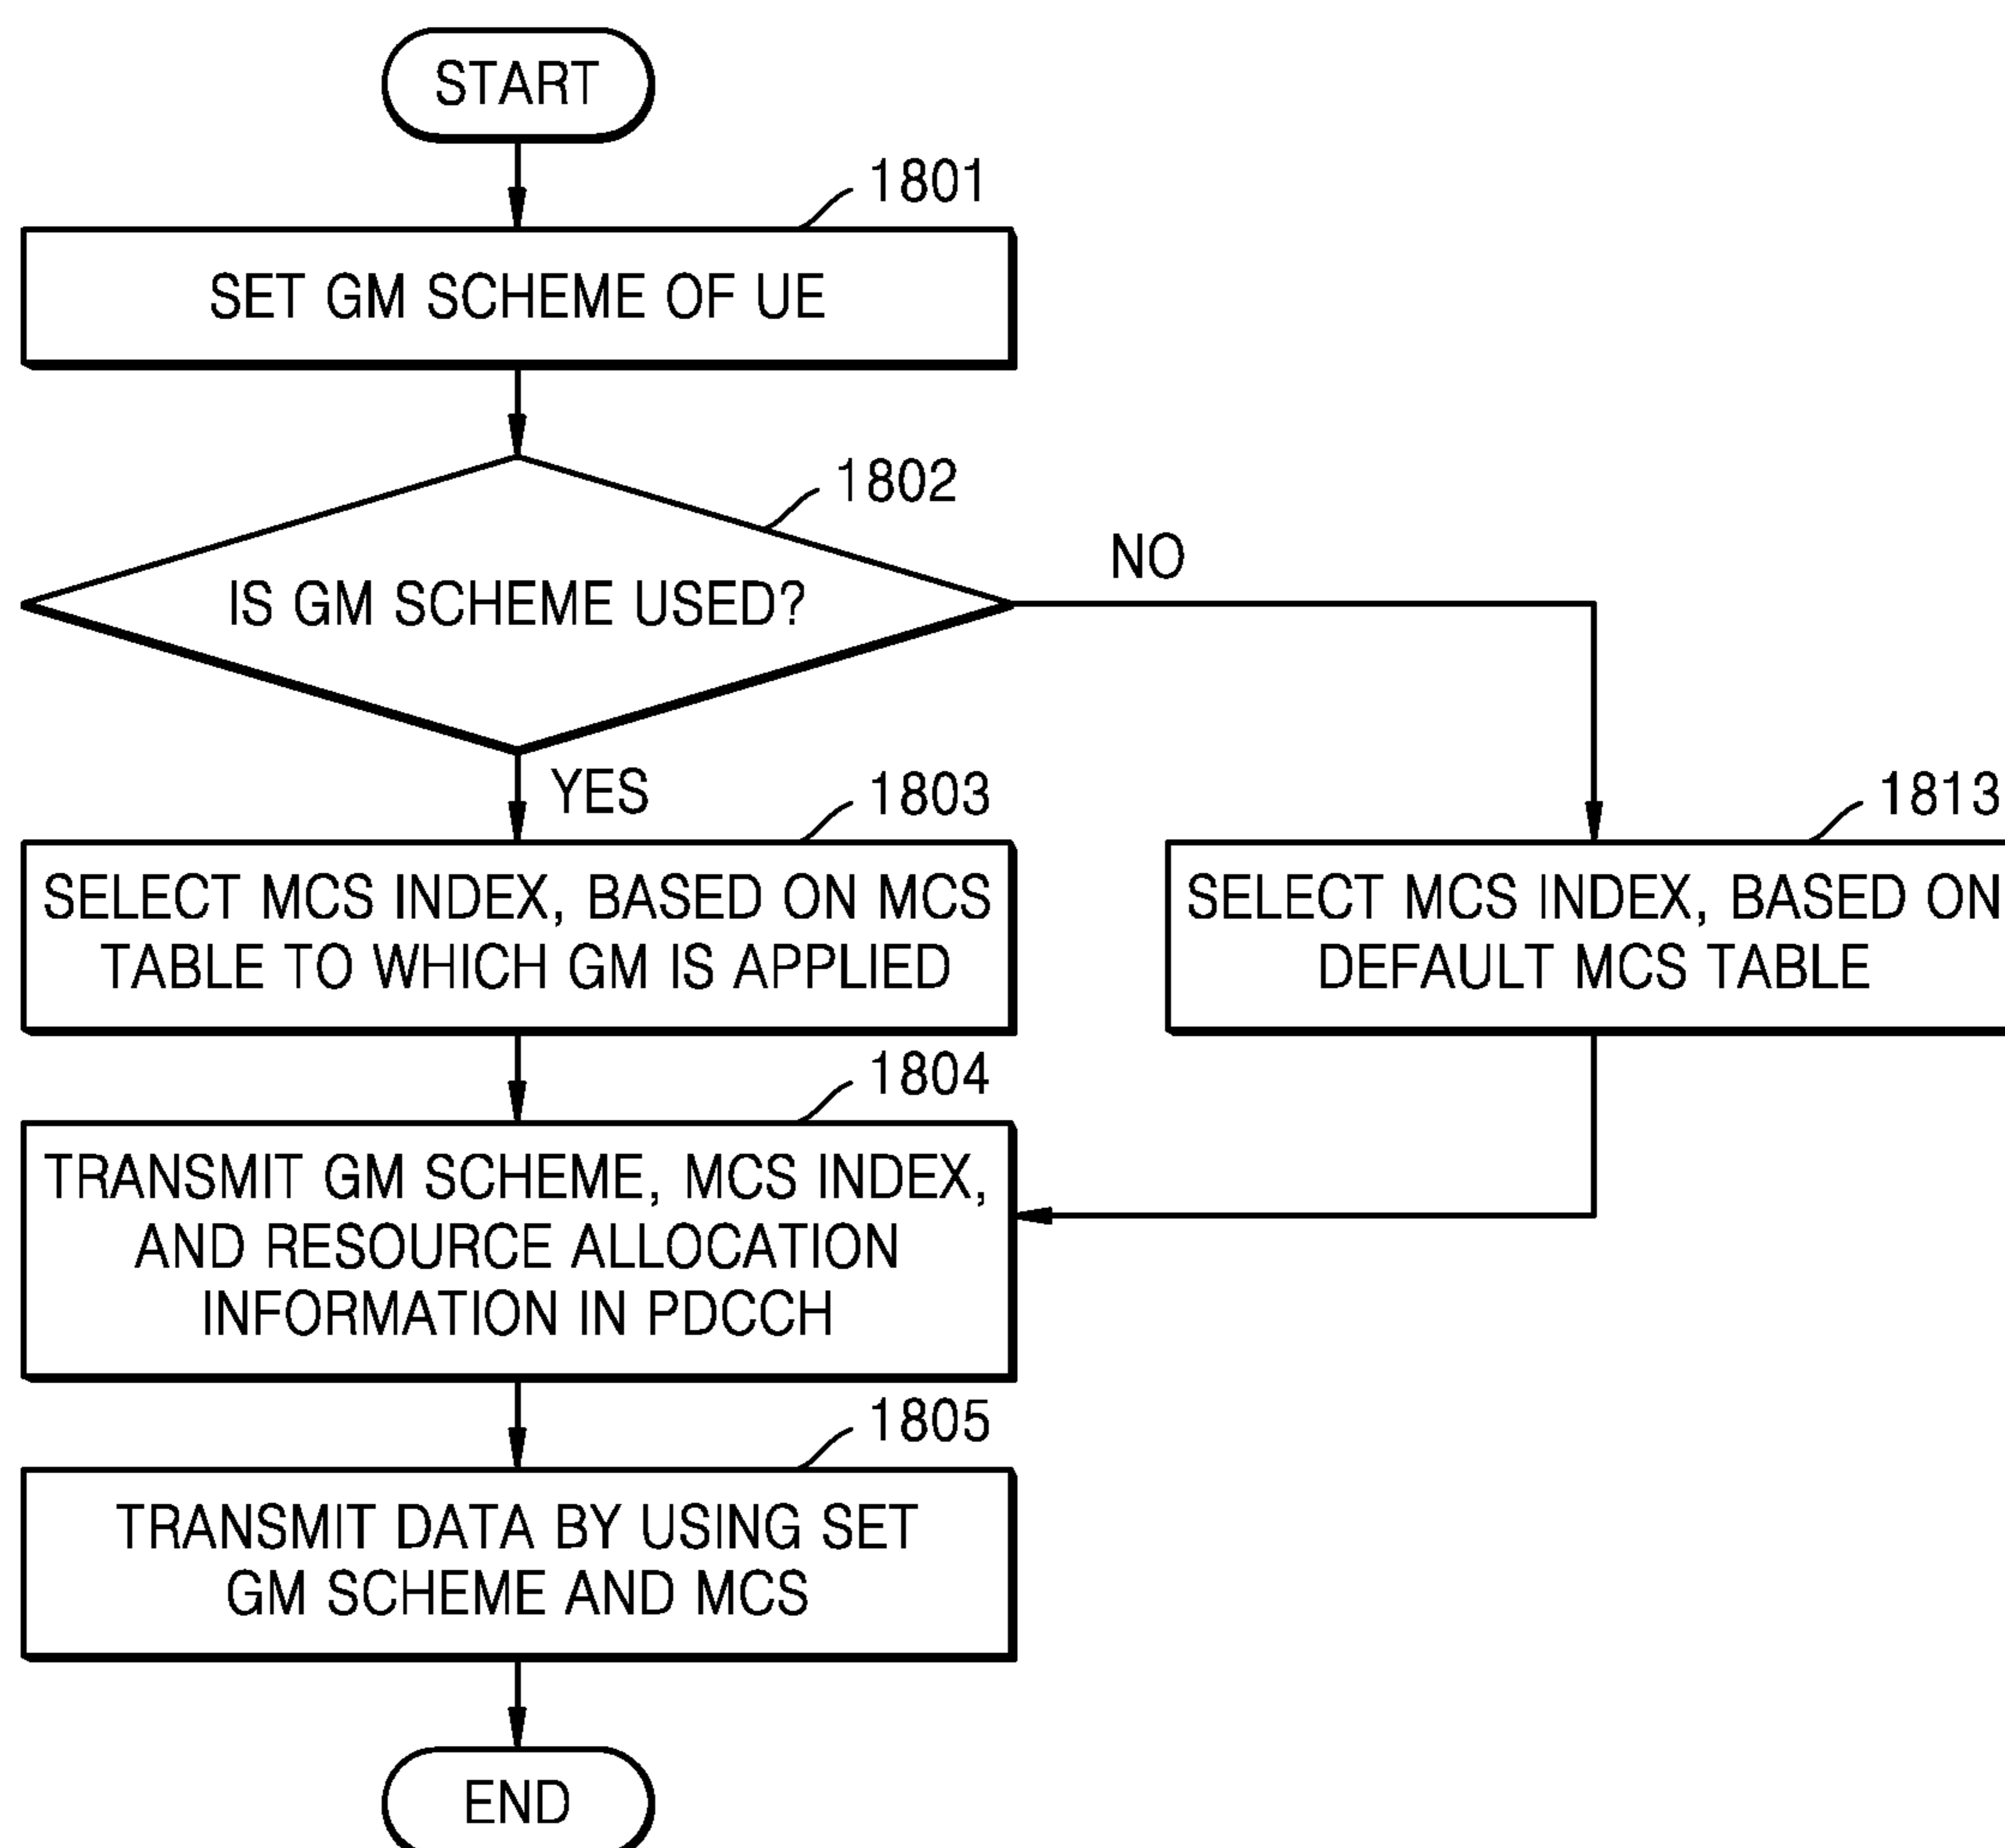 START
1801
SET GM SCHEME OF UE
1802
IS GM SCHEME USED?
NO
YES
1803
SELECT MCS INDEX, BASED ON MCS
TABLE TO WHICH GM IS APPLIED
1813
SELECT MCS INDEX, BASED ON
DEFAULT MCS TABLE
1804
TRANSMIT GM SCHEME, MCS INDEX,
AND RESOURCE ALLOCATION
INFORMATION IN PDCCH
1805
TRANSMIT DATA BY USING SET
GM SCHEME AND MCS
END